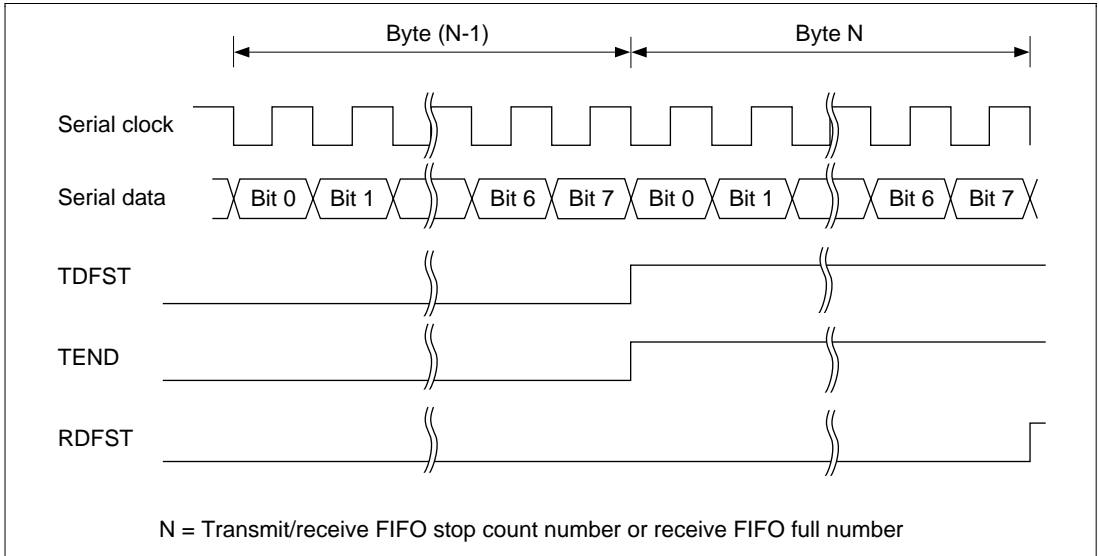 Byte (N-1) Byte N
Serial clock
Serial data Bit 0 Bit 1 Bit 6 Bit 7 Bit 0 Bit 1 Bit 6 Bit 7
TDFST
TEND
RDFST
N = Transmit/receive FIFO stop count number or receive FIFO full number